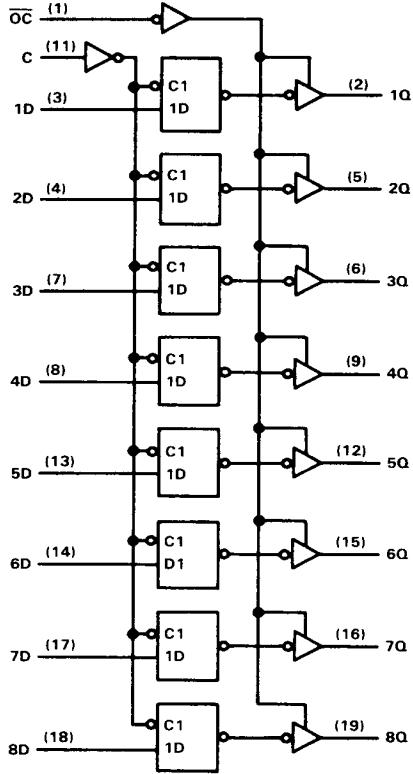 OC (1)
C (11)
C1
1D (3) 1D (2) 1Q
C1
2D (4) 1D (5) 2Q
C1
3D (7) 1D (6) 3Q
C1
4D (8) 1D (9) 4Q
C1
5D (13) 1D (12) 5Q
C1
6D (14) D1 (15) 6Q
C1
7D (17) 1D (16) 7Q
C1
8D (18) 1D (19) 8Q